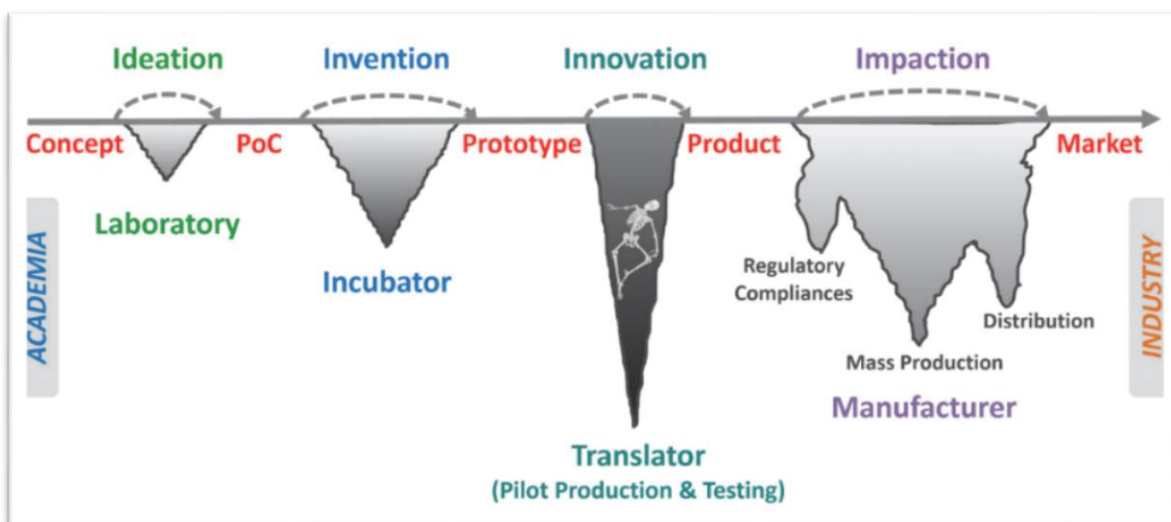 Ideation
Invention
Innovation
Impaction
Concept
PoC
Prototype
Product
Market
Laboratory
Incubator
Regulatory
Compliances
Distribution
Mass Production
Manufacturer
Translator
(Pilot Production & Testing)
ACADEMIA
INDUSTRY